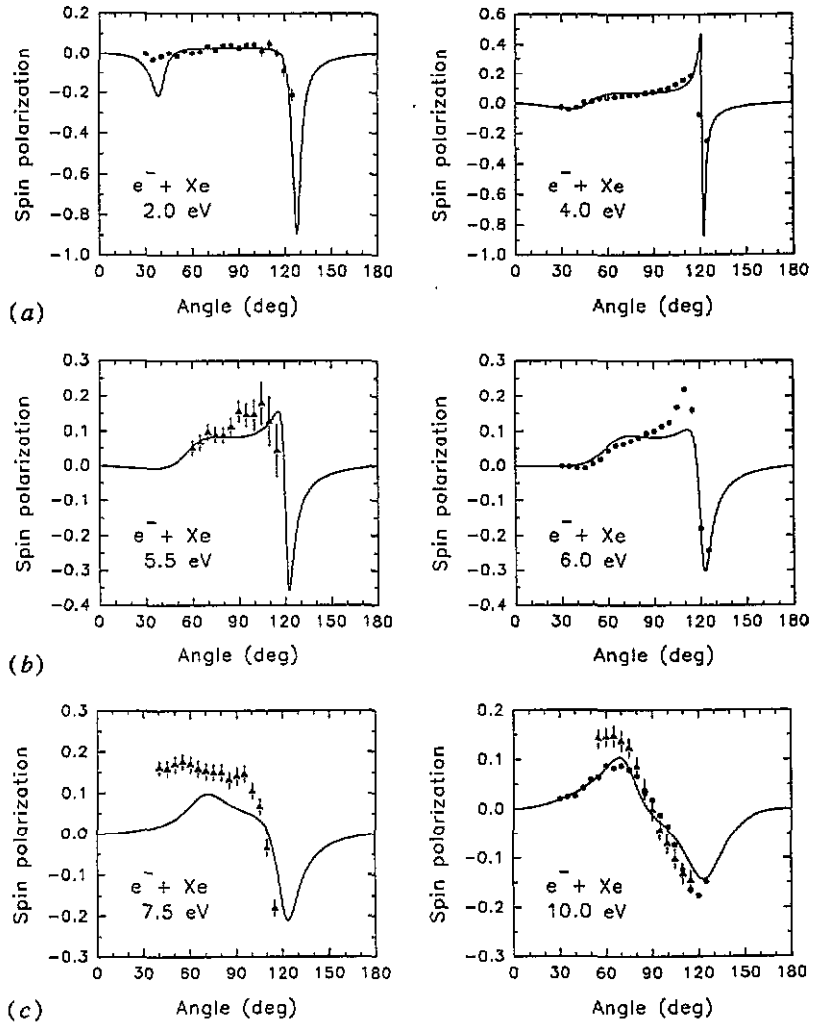 0.2
0.0
-0.2
-0.4
-0.6
-0.8
-1.0
Spin polarization
e⁻ + Xe
2.0 eV
0 30 60 90 120 150 180
Angle (deg)
0.6
0.4
0.2
0.0
-0.2
-0.4
-0.6
-0.8
-1.0
Spin polarization
e⁻ + Xe
4.0 eV
0 30 60 90 120 150 180
Angle (deg)
(a)
0.3
0.2
0.1
0.0
-0.1
-0.2
-0.3
-0.4
Spin polarization
e⁻ + Xe
5.5 eV
0 30 60 90 120 150 180
Angle (deg)
0.3
0.2
0.1
0.0
-0.1
-0.2
-0.3
-0.4
Spin polarization
e⁻ + Xe
6.0 eV
0 30 60 90 120 150 180
Angle (deg)
(b)
0.3
0.2
0.1
0.0
-0.1
-0.2
-0.3
Spin polarization
e⁻ + Xe
7.5 eV
0 30 60 90 120 150 180
Angle (deg)
0.2
0.1
0.0
-0.1
-0.2
-0.3
Spin polarization
e⁻ + Xe
10.0 eV
0 30 60 90 120 150 180
Angle (deg)
(c)